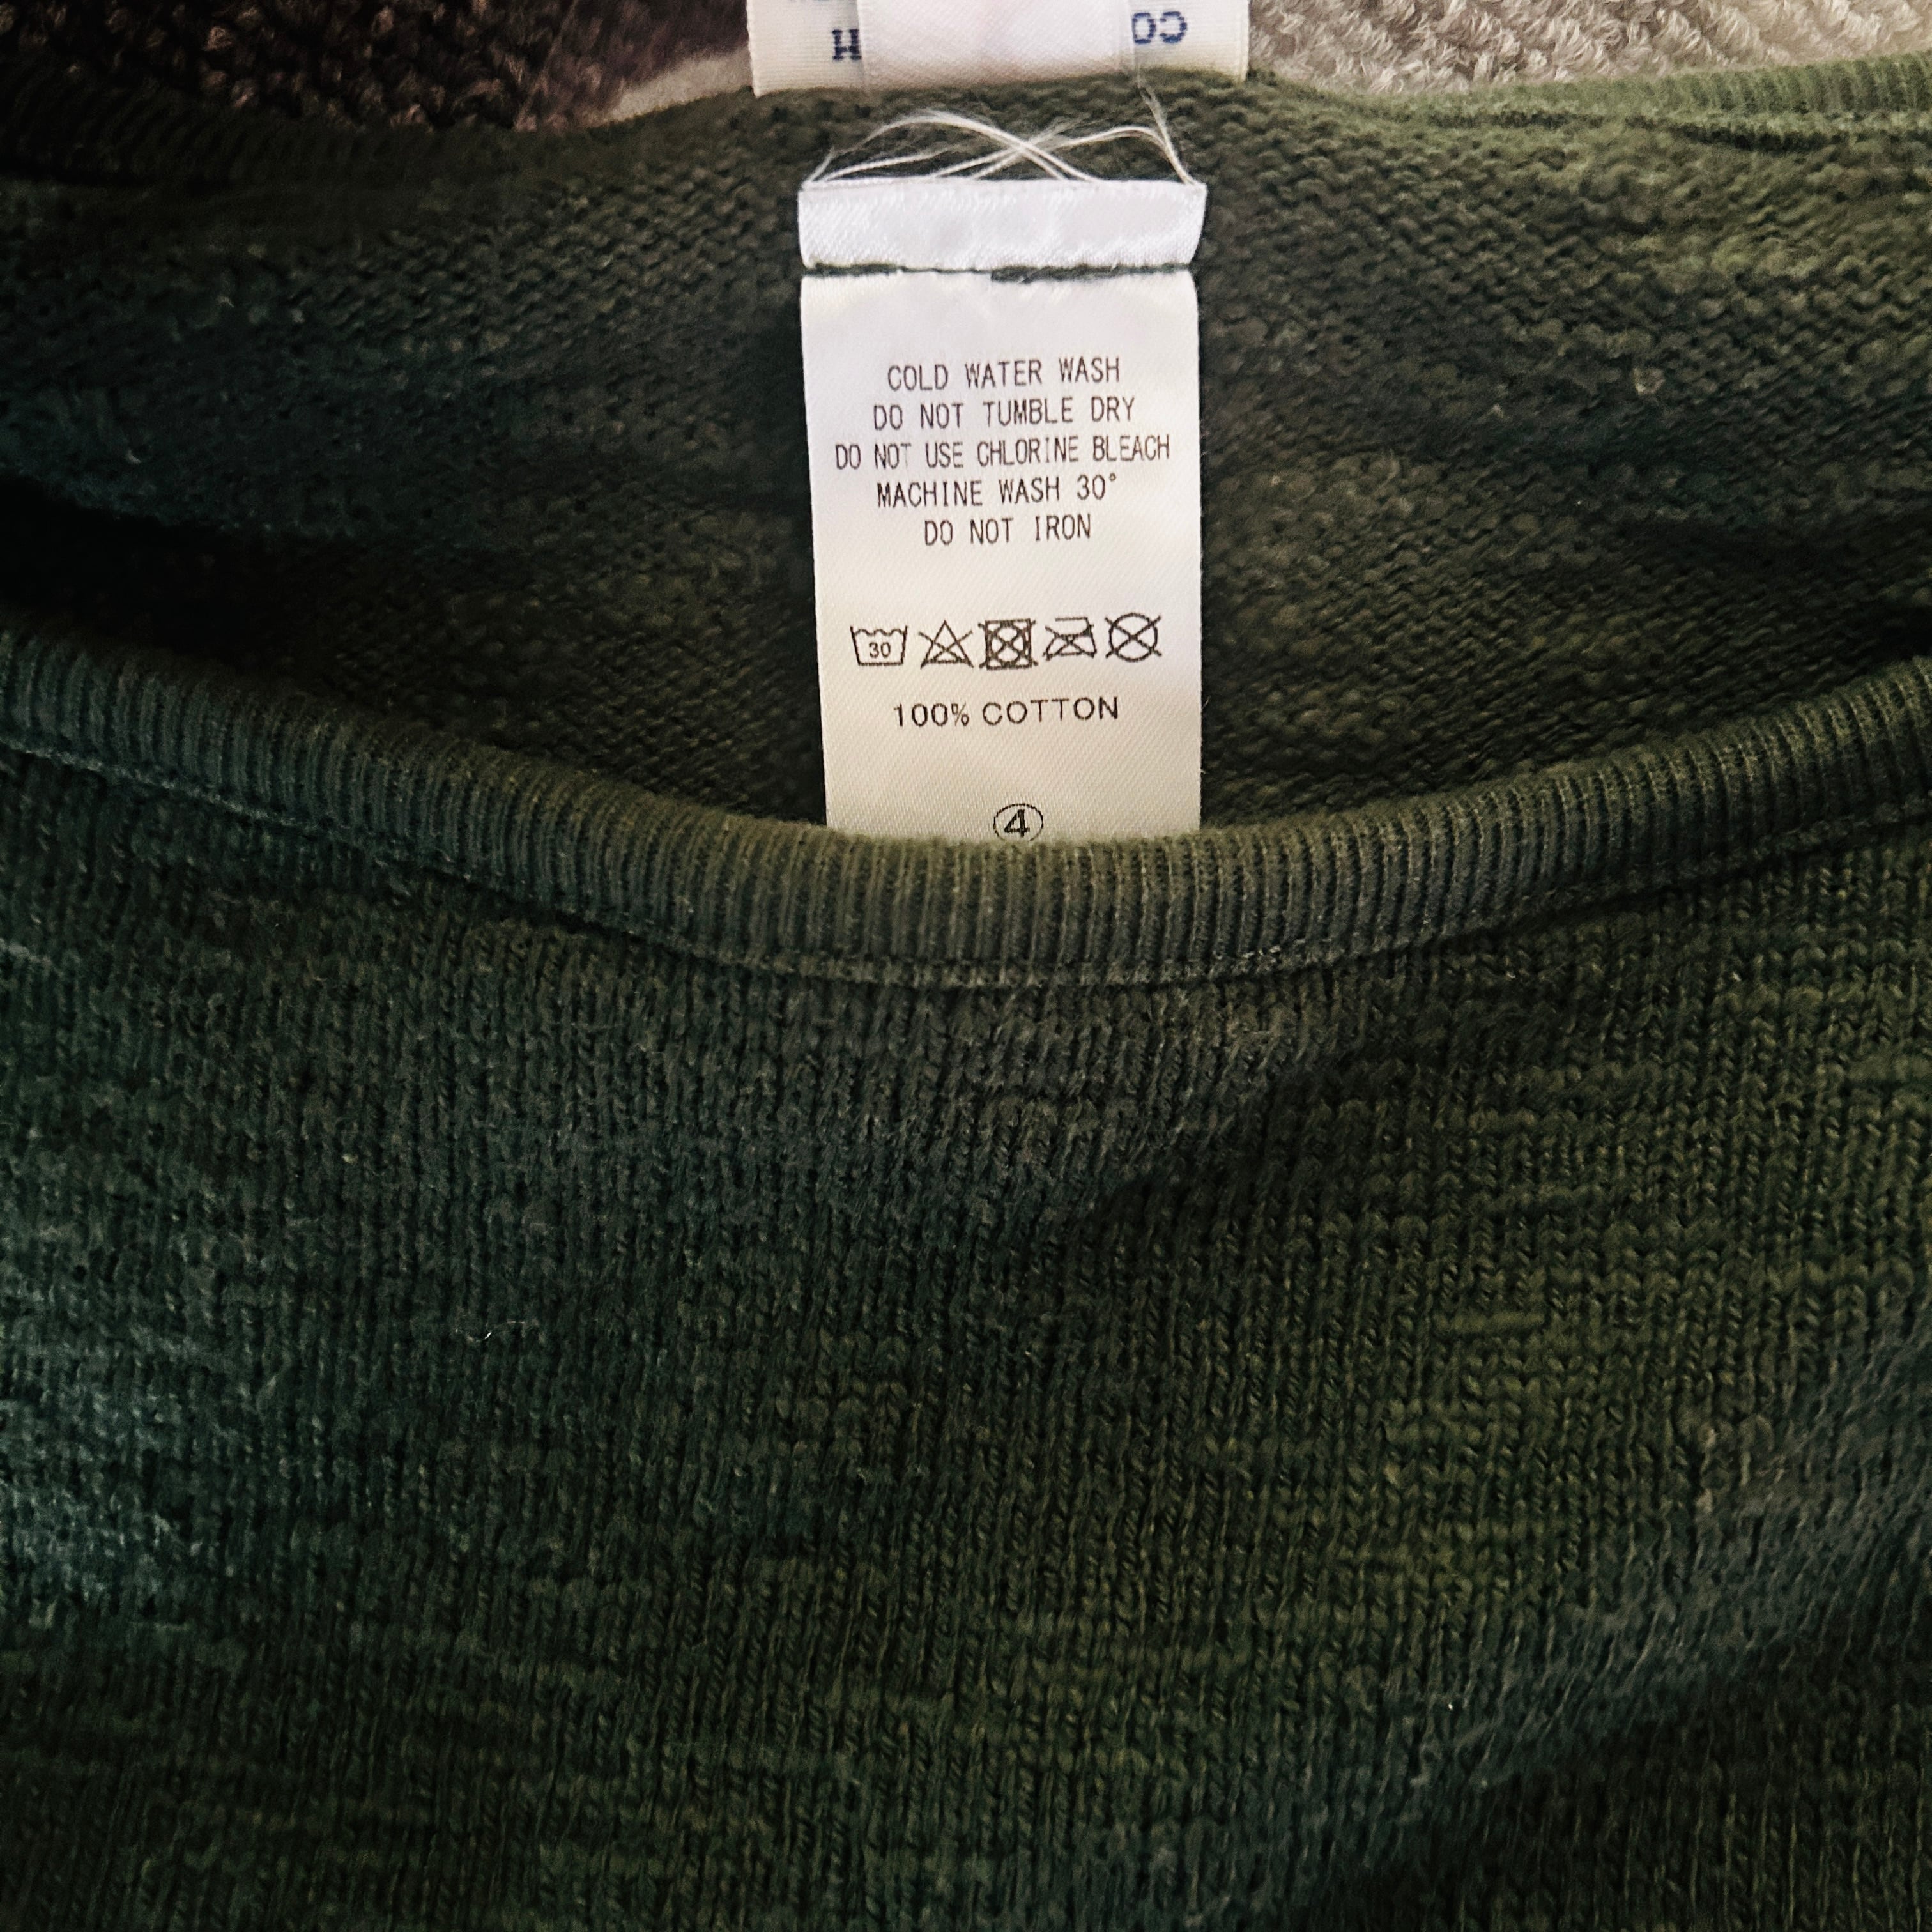 H CO
COLD WATER WASH
DO NOT TUMBLE DRY
DO NOT USE CHLORINE BLEACH
MACHINE WASH 30°
DO NOT IRON
30
100% COTTON
④